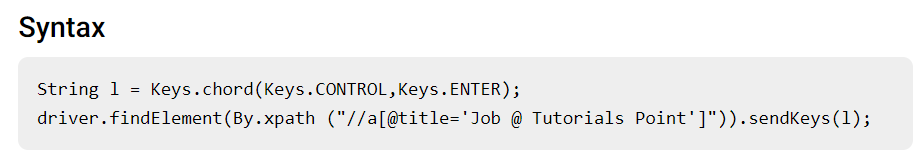 Syntax
String l = Keys.chord(Keys.CONTROL,Keys.ENTER);
driver.findElement(By.xpath ("//a[@title='Job @ Tutorials Point']")).sendKeys(l);